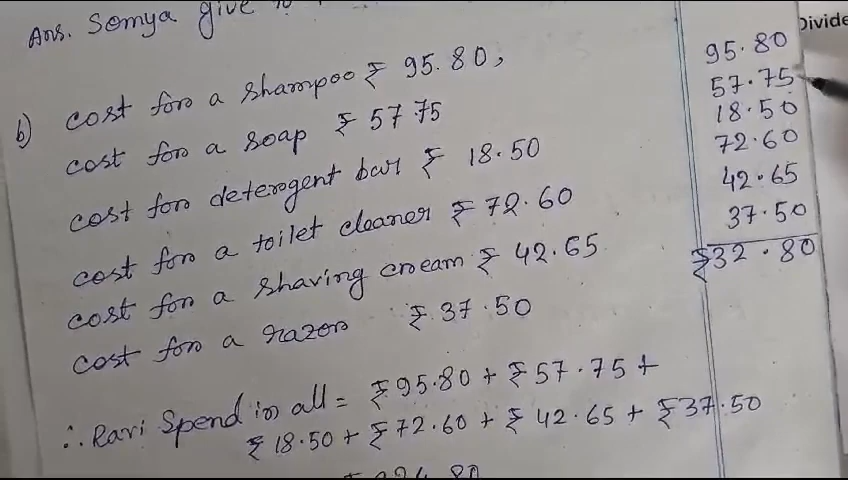 Ans. Somya give
b) cost for a shampoo ₹ 95.80,
cost for a soap ₹ 57.75
cost for detergent bar ₹ 18.50
cost for a toilet cleaner ₹ 72.60
cost for a shaving cream ₹ 42.65
cost for a razor ₹ 37.50
∴ Ravi Spend in all = ₹ 95.80 + ₹ 57.75 +
₹ 18.50 + ₹ 72.60 + ₹ 42.65 + ₹ 37.50
95.80
57.75
18.50
72.60
42.65
37.50
₹32.80
Divide